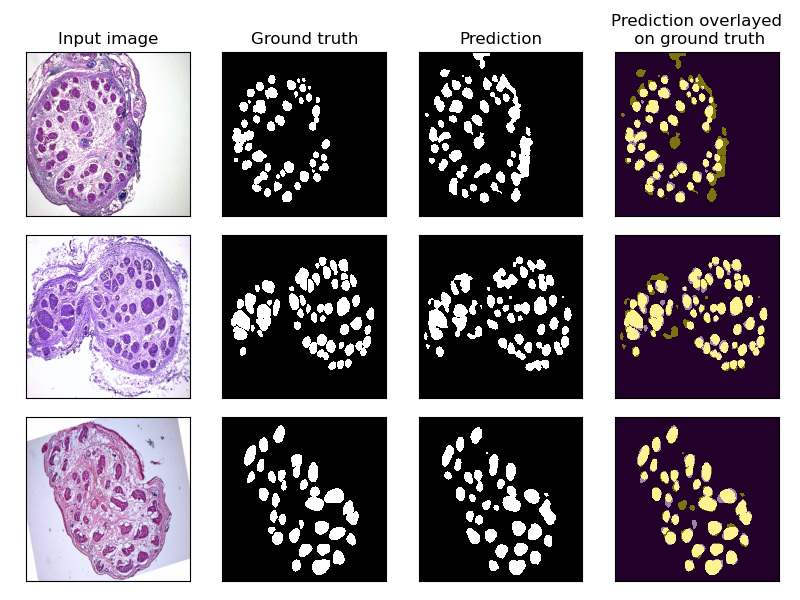 Input image
Ground truth
Prediction
Prediction overlayed
on ground truth